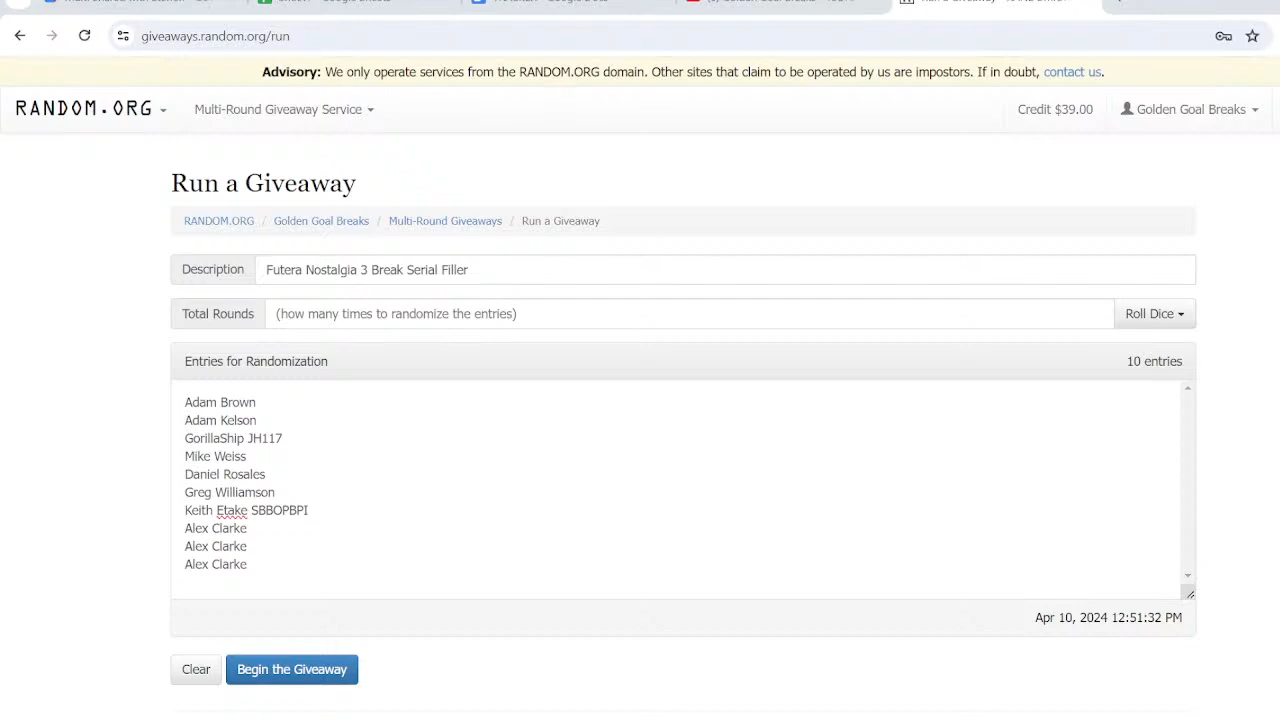 giveaways.random.org/run
Advisory: We only operate services from the RANDOM.ORG domain. Other sites that claim to be operated by us are impostors. If in doubt, contact us.
RANDOM.ORG Multi-Round Giveaway Service Credit $39.00 Golden Goal Breaks
Run a Giveaway
RANDOM.ORG / Golden Goal Breaks / Multi-Round Giveaways / Run a Giveaway
Description Futera Nostalgia 3 Break Serial Filler
Total Rounds (how many times to randomize the entries) Roll Dice
Entries for Randomization 10 entries
Adam Brown
Adam Kelson
GorillaShip JH117
Mike Weiss
Daniel Rosales
Greg Williamson
Keith Etake SBBOPBPI
Alex Clarke
Alex Clarke
Alex Clarke
Apr 10, 2024 12:51:32 PM
Clear Begin the Giveaway